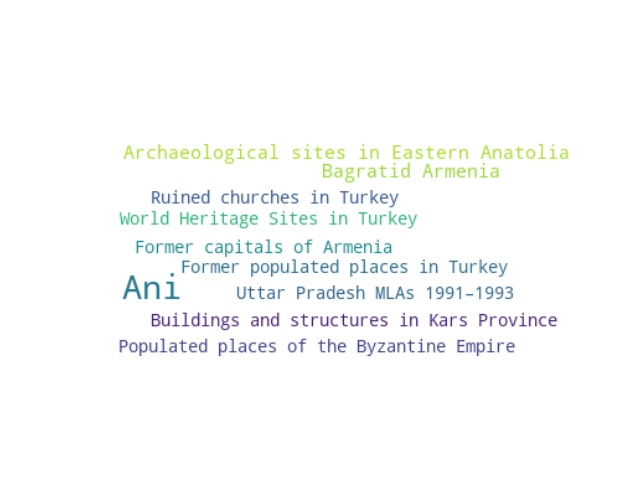 Archaeological sites in Eastern Anatolia
Bagratid Armenia
Ruined churches in Turkey
World Heritage Sites in Turkey
Former capitals of Armenia
Former populated places in Turkey
Ani
Uttar Pradesh MLAs 1991–1993
Buildings and structures in Kars Province
Populated places of the Byzantine Empire